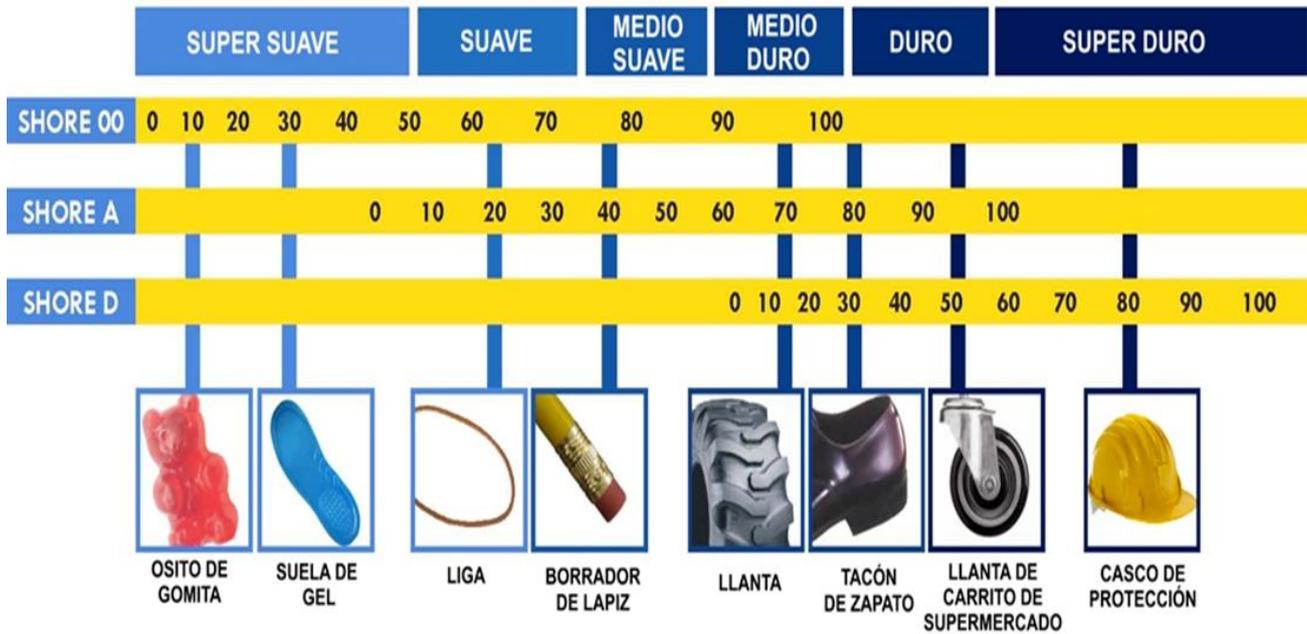 SUPER SUAVE
SUAVE
MEDIO
SUAVE
MEDIO
DURO
DURO
SUPER DURO
SHORE 00 0 10 20 30 40 50 60 70 80 90 100
SHORE A 0 10 20 30 40 50 60 70 80 90 100
SHORE D 0 10 20 30 40 50 60 70 80 90 100
OSITO DE
GOMITA
SUELA DE
GEL
LIGA
BORRADOR
DE LAPIZ
LLANTA
TACÓN
DE ZAPATO
LLANTA DE
CARRITO DE
SUPERMERCADO
CASCO DE
PROTECCIÓN